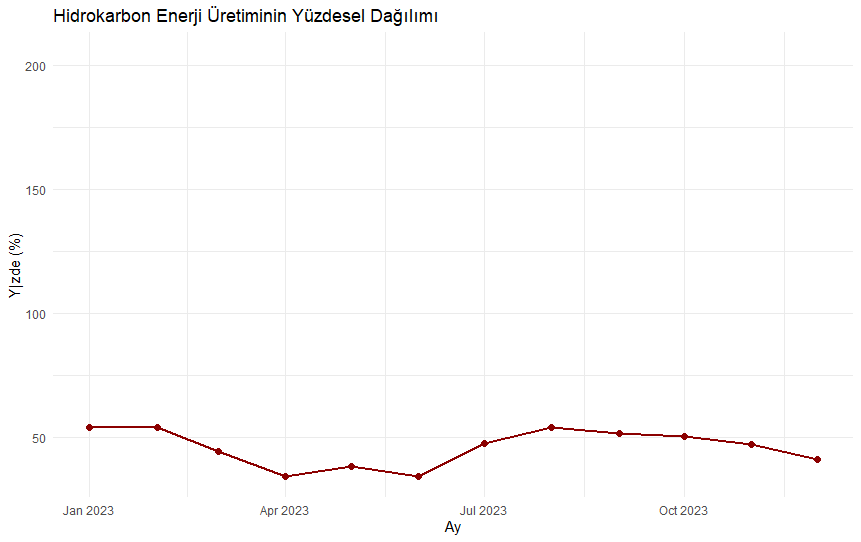 Hidrokarbon Enerji Üretiminin Yüzdesel Dağılımı
200
150
100
50
Y|zde (%)
Jan 2023
Apr 2023
Jul 2023
Oct 2023
Ay